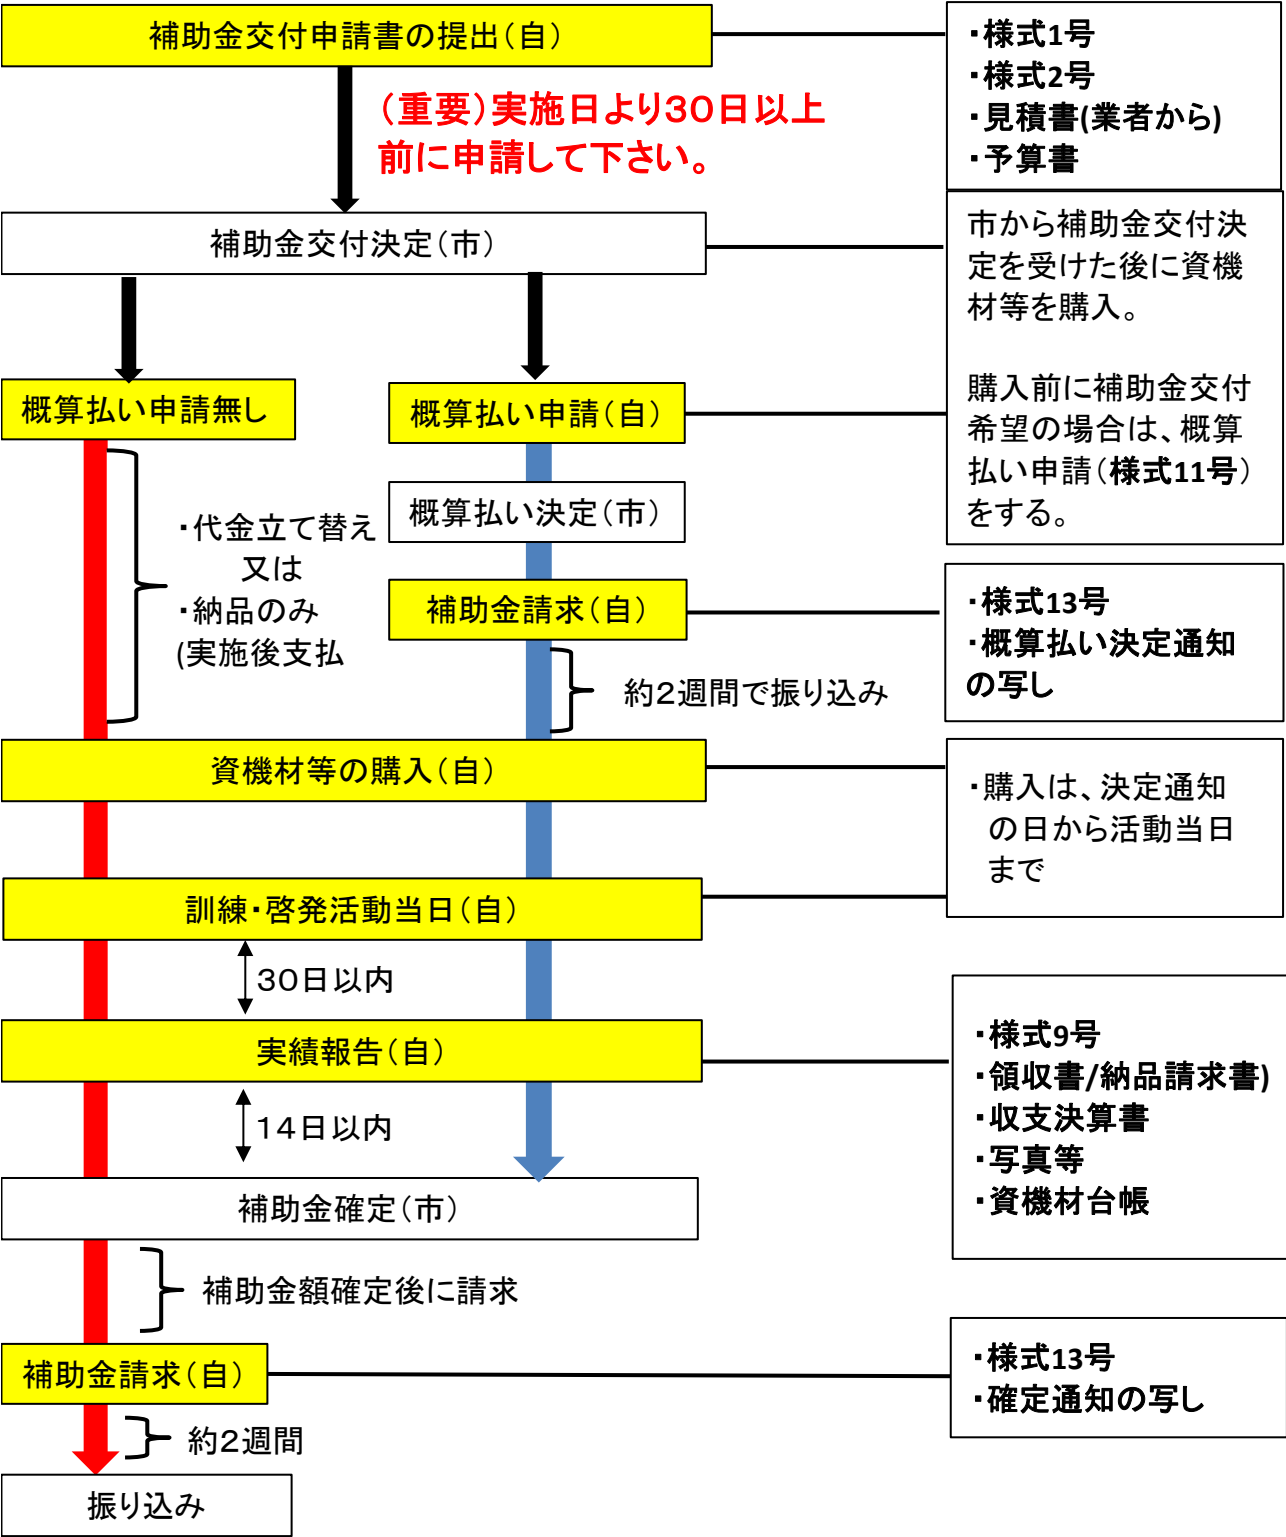 補助金交付申請書の提出（自）
・様式1号
・様式2号
・見積書(業者から)
・予算書
（重要）実施日より３０日以上
前に申請して下さい。
補助金交付決定（市）
市から補助金交付決
定を受けた後に資機
材等を購入。
購入前に補助金交付
希望の場合は、概算
払い申請（様式11号）
をする。
概算払い申請無し
概算払い申請（自）
概算払い決定（市）
・代金立て替え
又は
・納品のみ
(実施後支払
補助金請求（自）
・様式13号
・概算払い決定通知
の写し
約２週間で振り込み
資機材等の購入（自）
・購入は、決定通知
の日から活動当日
まで
訓練・啓発活動当日（自）
３０日以内
実績報告（自）
・様式9号
・領収書/納品請求書)
・収支決算書
・写真等
・資機材台帳
１４日以内
補助金確定（市）
補助金額確定後に請求
補助金請求（自）
・様式13号
・確定通知の写し
約２週間
振り込み